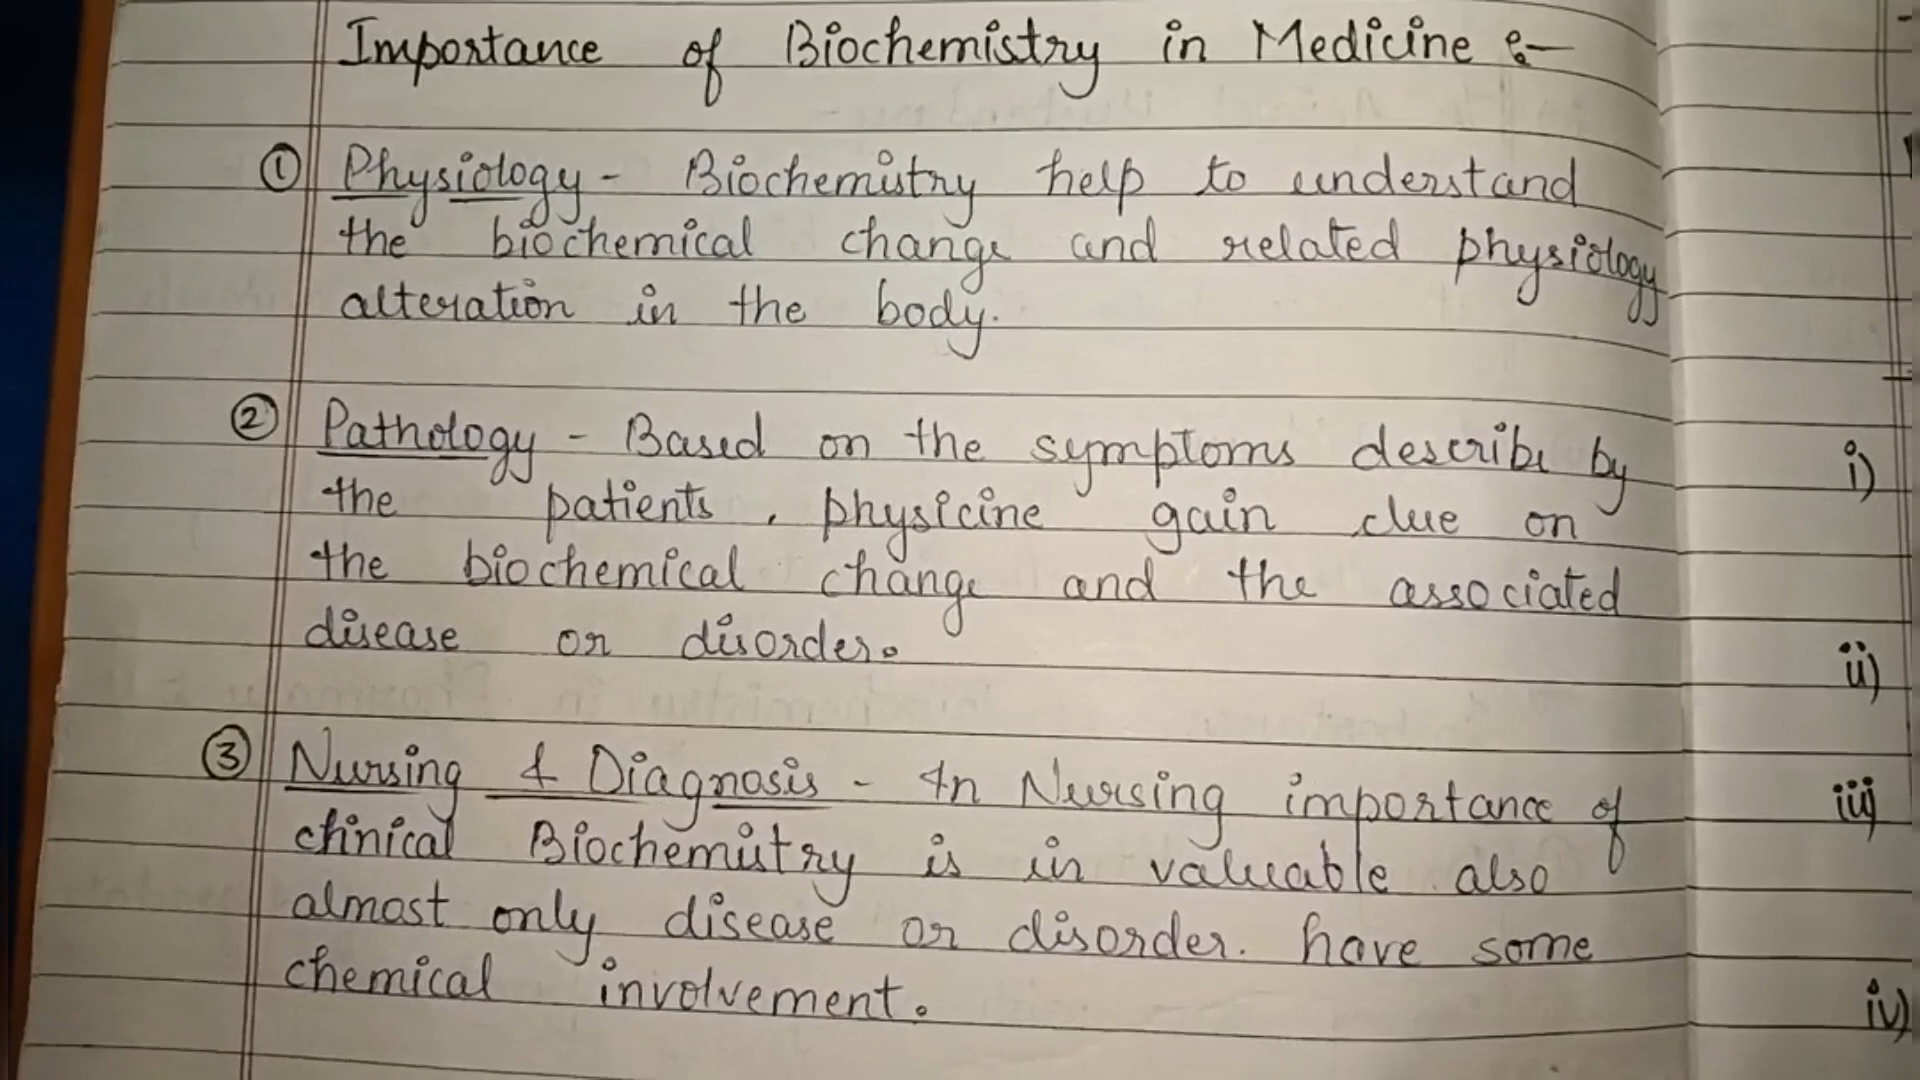 Importance of Biochemistry in Medicine :-
① Physiology - Biochemistry help to understand
the biochemical change and related physiology
alteration in the body.
② Pathology - Based on the symptoms describe by
the patients, physicine gain clue on
the biochemical change and the associated
disease or disorder.
③ Nursing & Diagnosis - In Nursing importance of
clinical Biochemistry is in valuable also
almost only disease or disorder. have some
chemical involvement.
i)
ii)
iii)
iv)